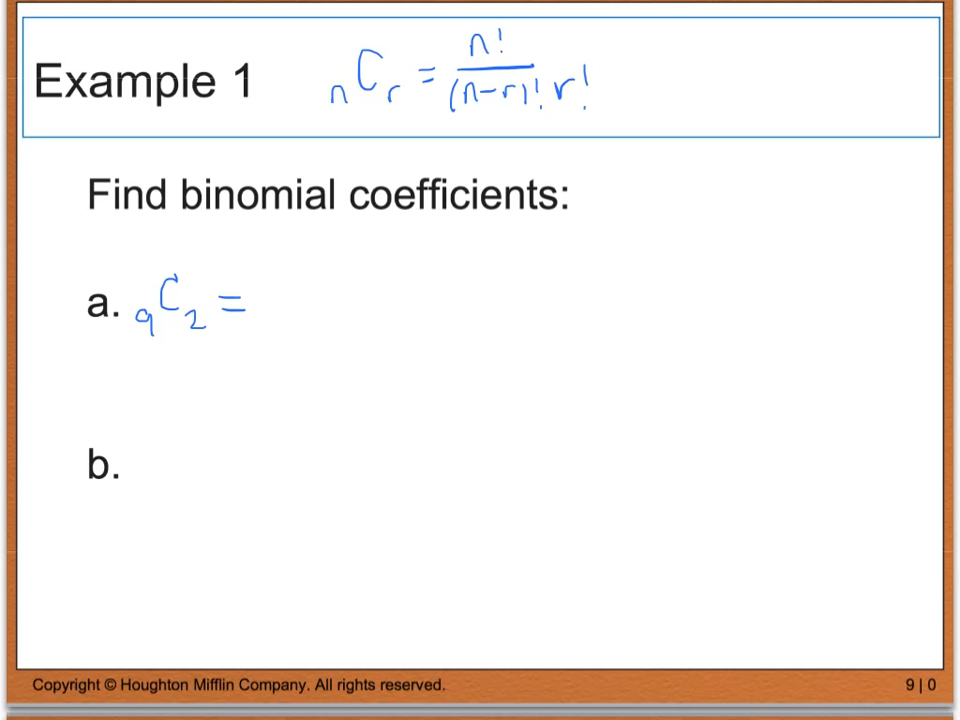 Example 1 nCr = n! / (n-r)! r!
Find binomial coefficients:
a. 9C2 =
b.
Copyright © Houghton Mifflin Company. All rights reserved. 9 | 0